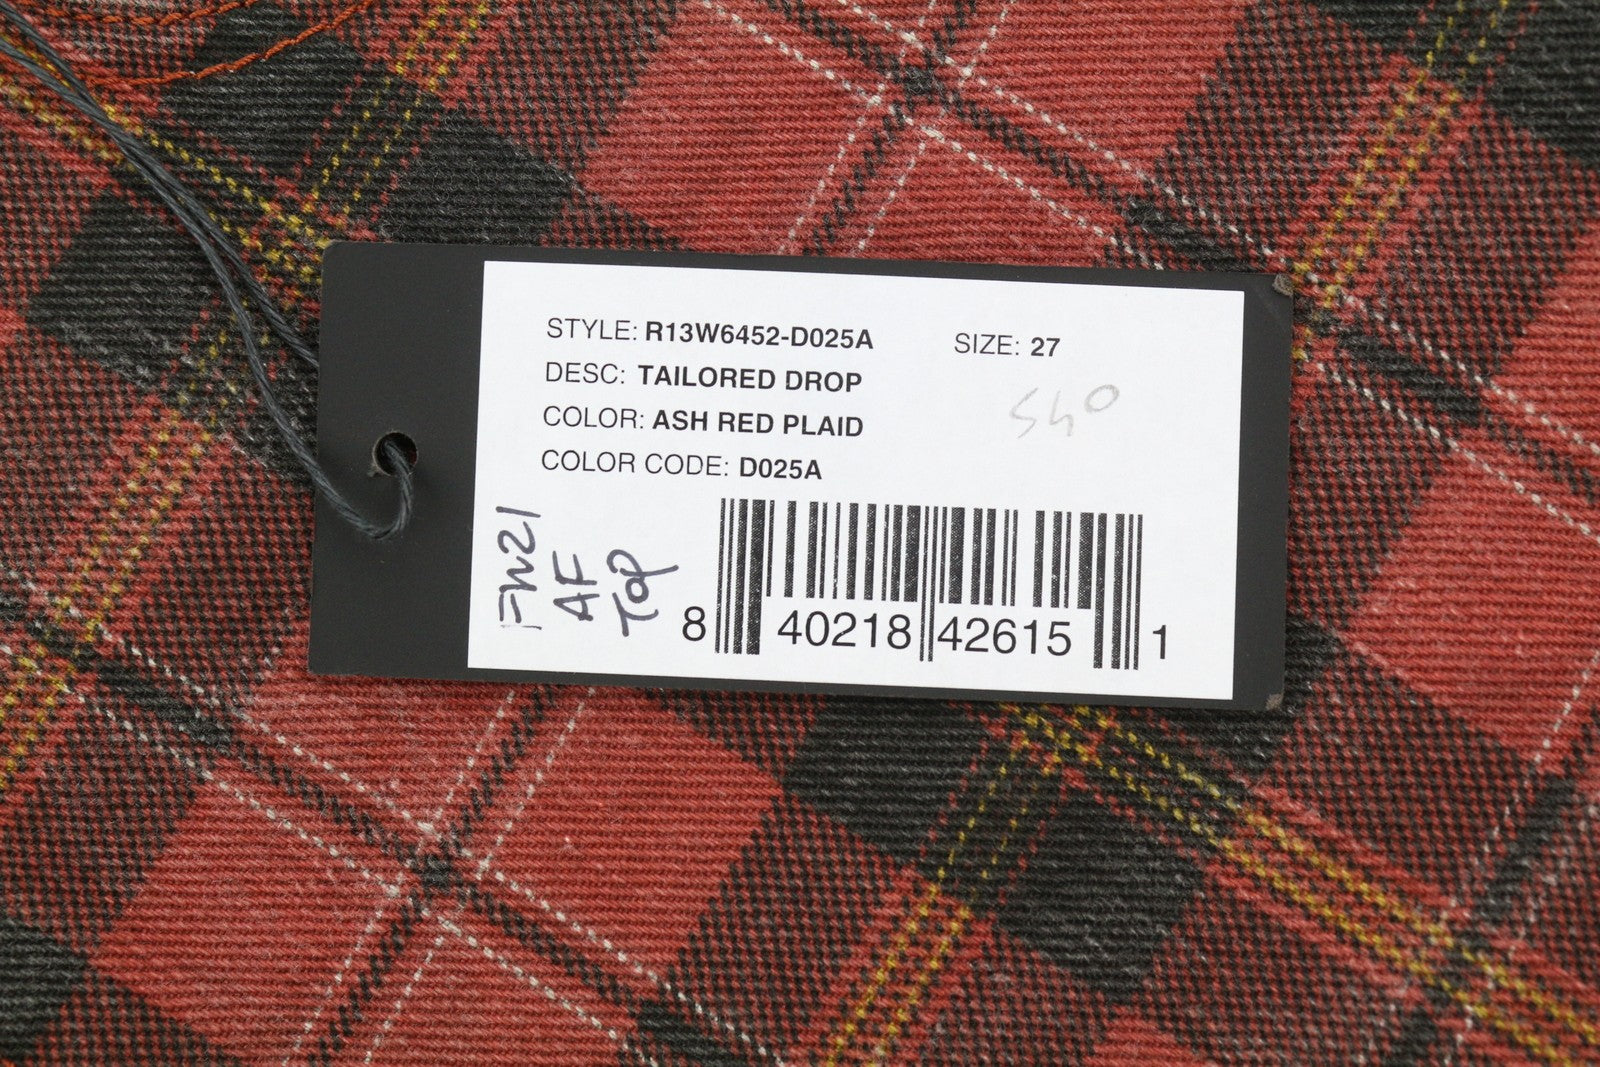 STYLE: R13W6452-D025A SIZE: 27
DESC: TAILORED DROP
COLOR: ASH RED PLAID
540
COLOR CODE: D025A
FW21
AF
TOP
8 40218 42615 1